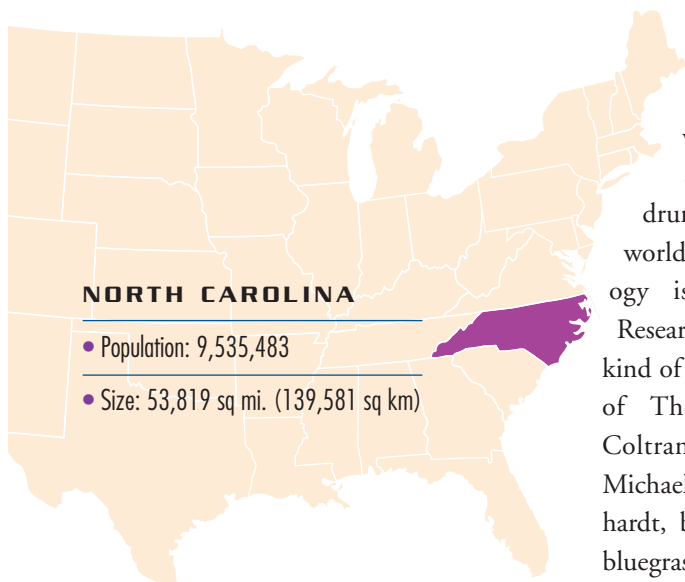 NORTH CAROLINA
• Population: 9,535,483
• Size: 53,819 sq mi. (139,581 sq km)
drun
world
ogy is
Resear
kind of
of Th
Coltran
Michael
hardt, b
bluegras